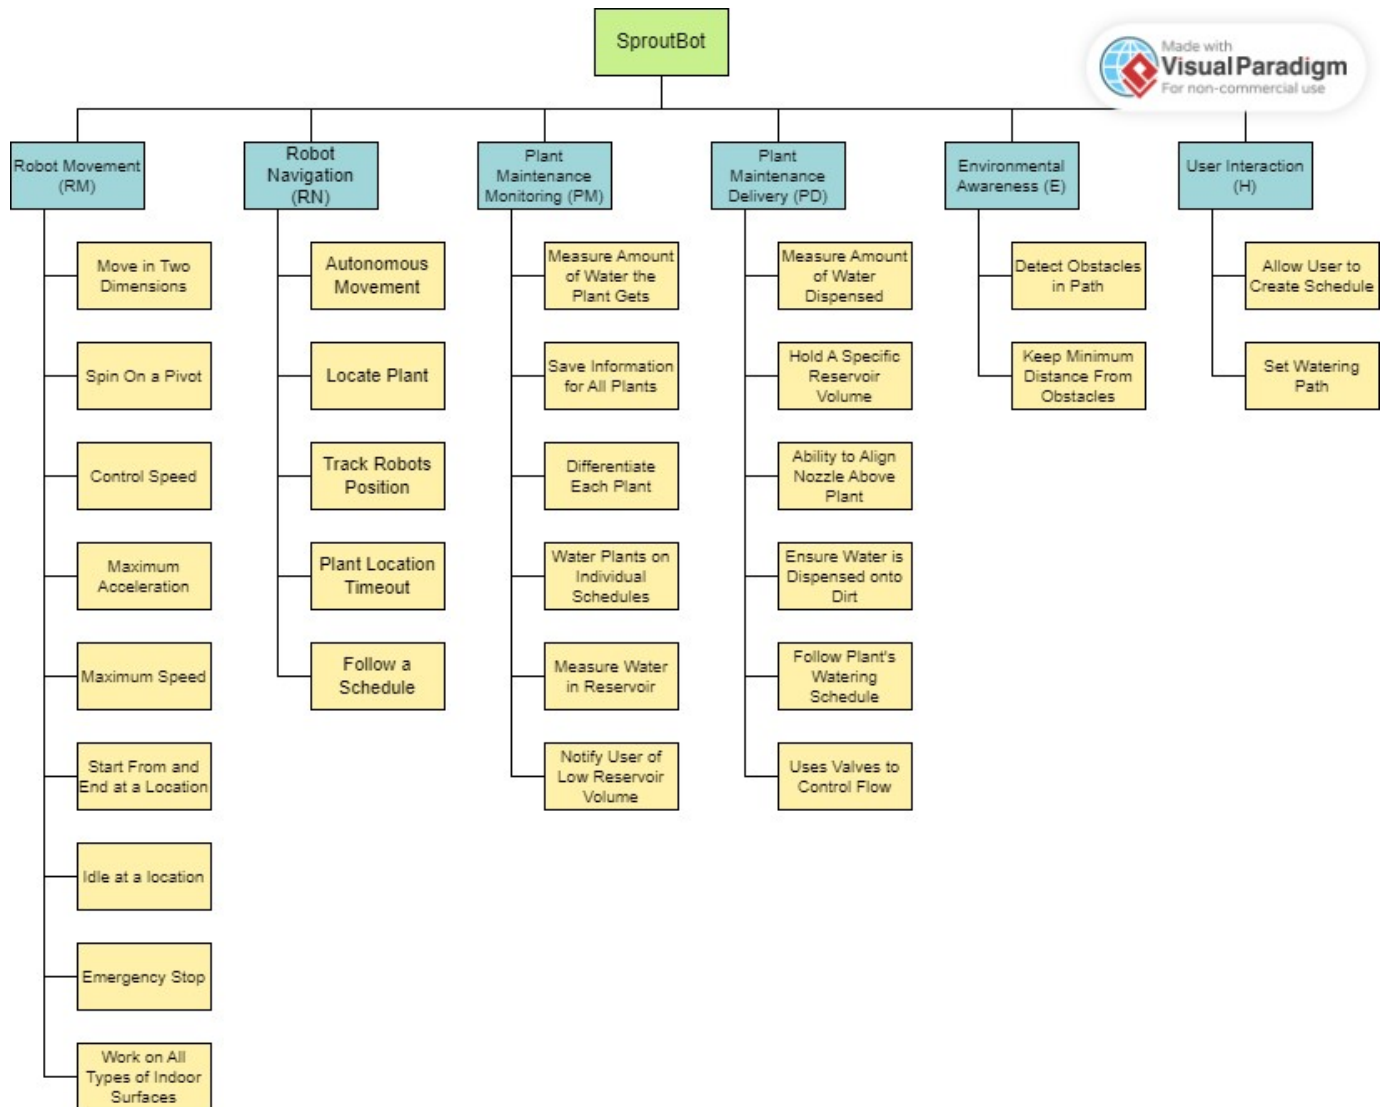 SproutBot
Made with
VisualParadigm
For non-commercial use
Robot Movement
(RM)
Robot
Navigation
(RN)
Plant
Maintenance
Monitoring (PM)
Plant
Maintenance
Delivery (PD)
Environmental
Awareness (E)
User Interaction
(H)
Move in Two
Dimensions
Spin On a Pivot
Control Speed
Maximum
Acceleration
Maximum Speed
Start From and
End at a Location
Idle at a location
Emergency Stop
Work on All
Types of Indoor
Surfaces
Autonomous
Movement
Locate Plant
Track Robots
Position
Plant Location
Timeout
Follow a
Schedule
Measure Amount
of Water the
Plant Gets
Save Information
for All Plants
Differentiate
Each Plant
Water Plants on
Individual
Schedules
Measure Water
in Reservoir
Notify User of
Low Reservoir
Volume
Measure Amount
of Water
Dispensed
Hold A Specific
Reservoir
Volume
Ability to Align
Nozzle Above
Plant
Ensure Water is
Dispensed onto
Dirt
Follow Plant's
Watering
Schedule
Uses Valves to
Control Flow
Detect Obstacles
in Path
Keep Minimum
Distance From
Obstacles
Allow User to
Create Schedule
Set Watering
Path